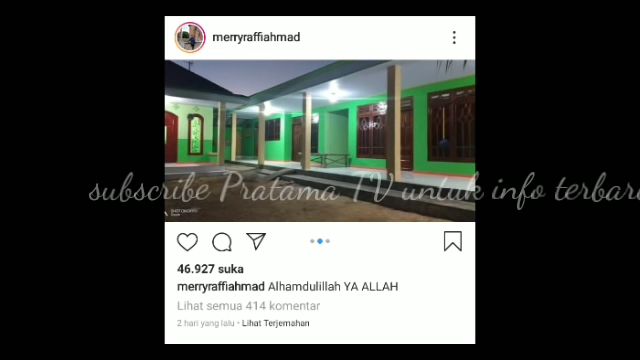 merryraffiahmad
subscribe Pratama TV untuk info terbaru
46.927 suka
merryraffiahmad Alhamdulillah YA ALLAH
Lihat semua 414 komentar
2 hari yang lalu • Lihat Terjemahan